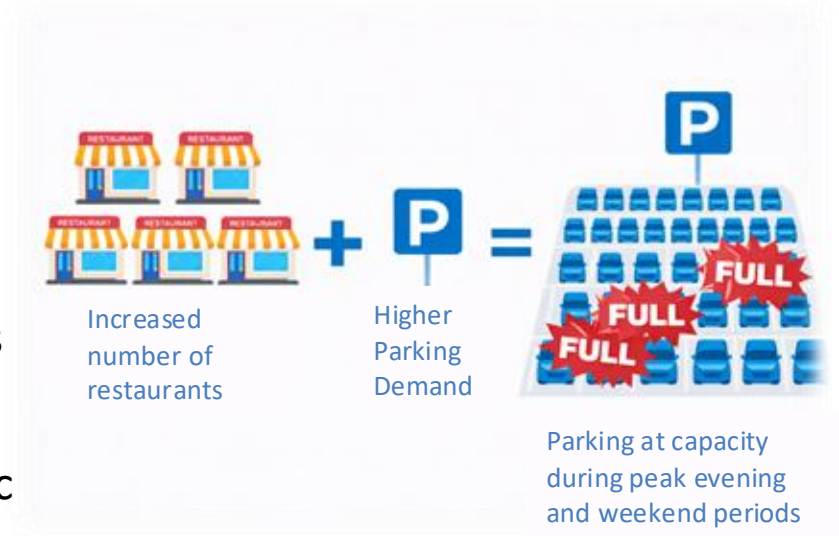 RESTAURANT RESTAURANT
RESTAURANT RESTAURANT RESTAURANT
P
P
FULL
FULL
FULL
Increased
number of
restaurants
Higher
Parking
Demand
Parking at capacity
during peak evening
and weekend periods